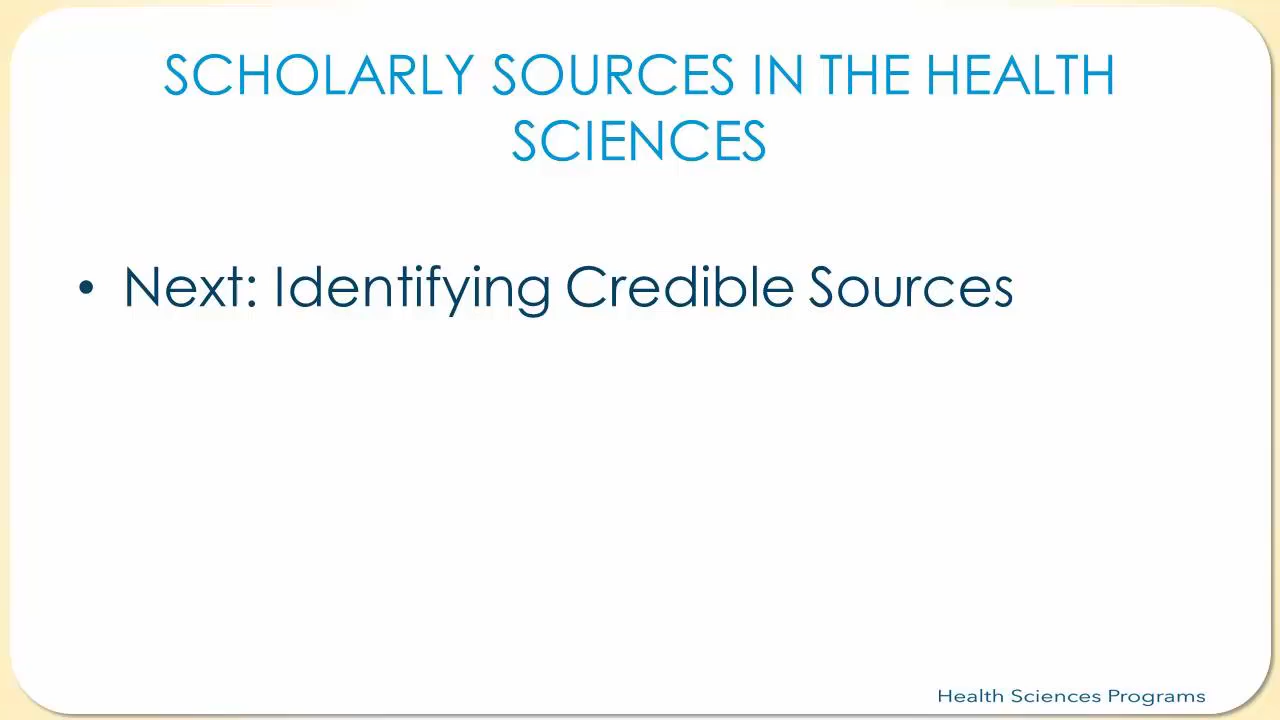 SCHOLARLY SOURCES IN THE HEALTH
SCIENCES
• Next: Identifying Credible Sources
Health Sciences Programs